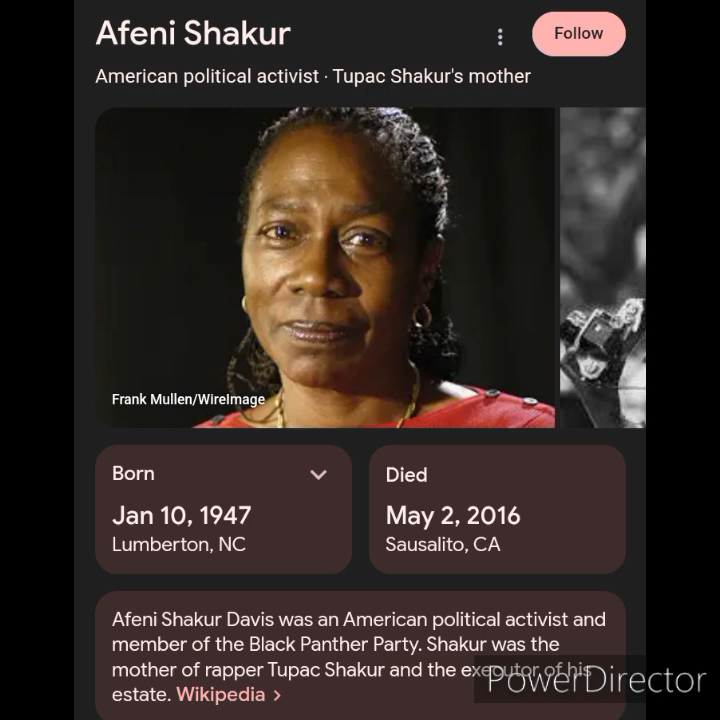 Afeni Shakur
Follow
American political activist · Tupac Shakur's mother
Frank Mullen/WireImage
Born
Jan 10, 1947
Lumberton, NC
Died
May 2, 2016
Sausalito, CA
Afeni Shakur Davis was an American political activist and
member of the Black Panther Party. Shakur was the
mother of rapper Tupac Shakur and the executor of his
estate. Wikipedia
PowerDirector